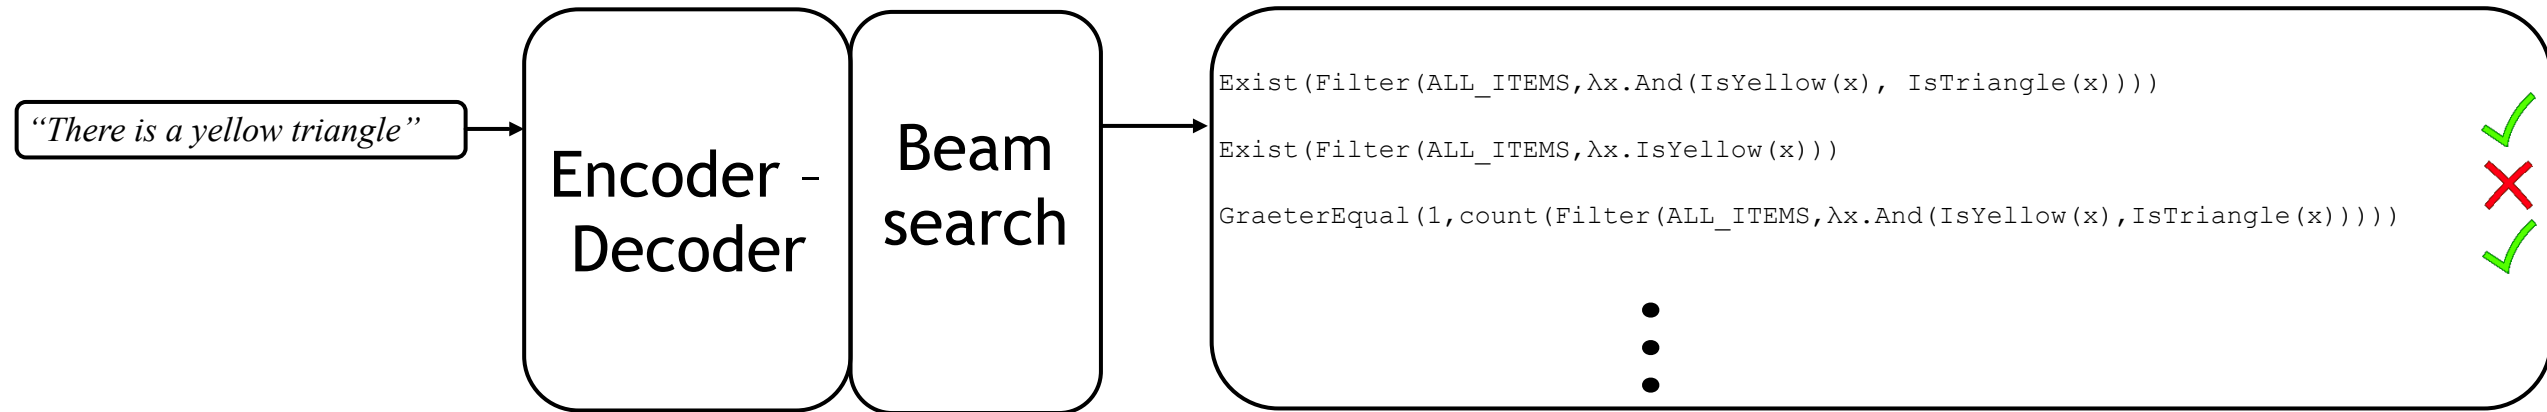 “There is a yellow triangle”
Encoder –
Decoder
Beam
search
Exist(Filter(ALL_ITEMS,λx.And(IsYellow(x), IsTriangle(x))))
Exist(Filter(ALL_ITEMS,λx.IsYellow(x)))
GraeterEqual(1,count(Filter(ALL_ITEMS,λx.And(IsYellow(x),IsTriangle(x)))))